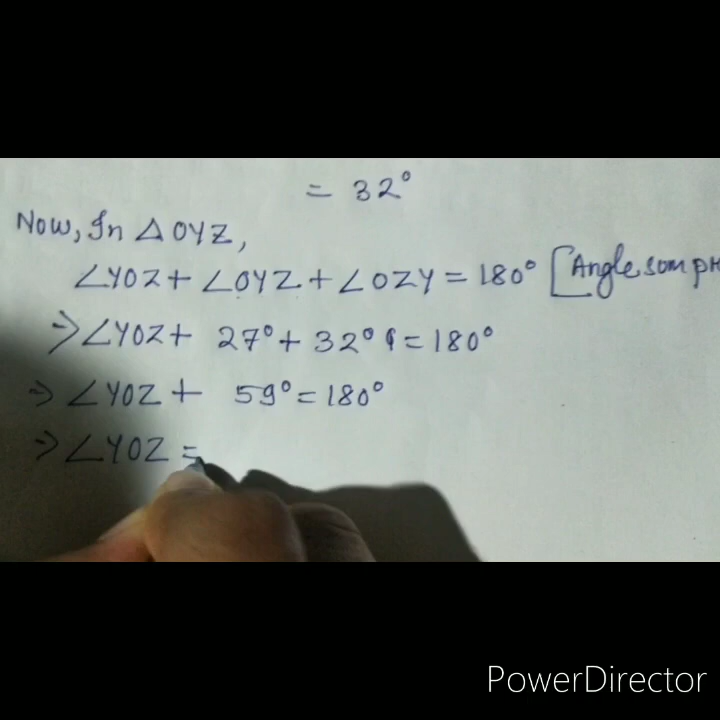 = 32°
Now, In △OYZ,
∠YOZ + ∠OYZ + ∠OZY = 180° [Angle som pr
⇒ ∠YOZ + 27° + 32° = 180°
⇒ ∠YOZ + 59° = 180°
⇒ ∠YOZ =
PowerDirector